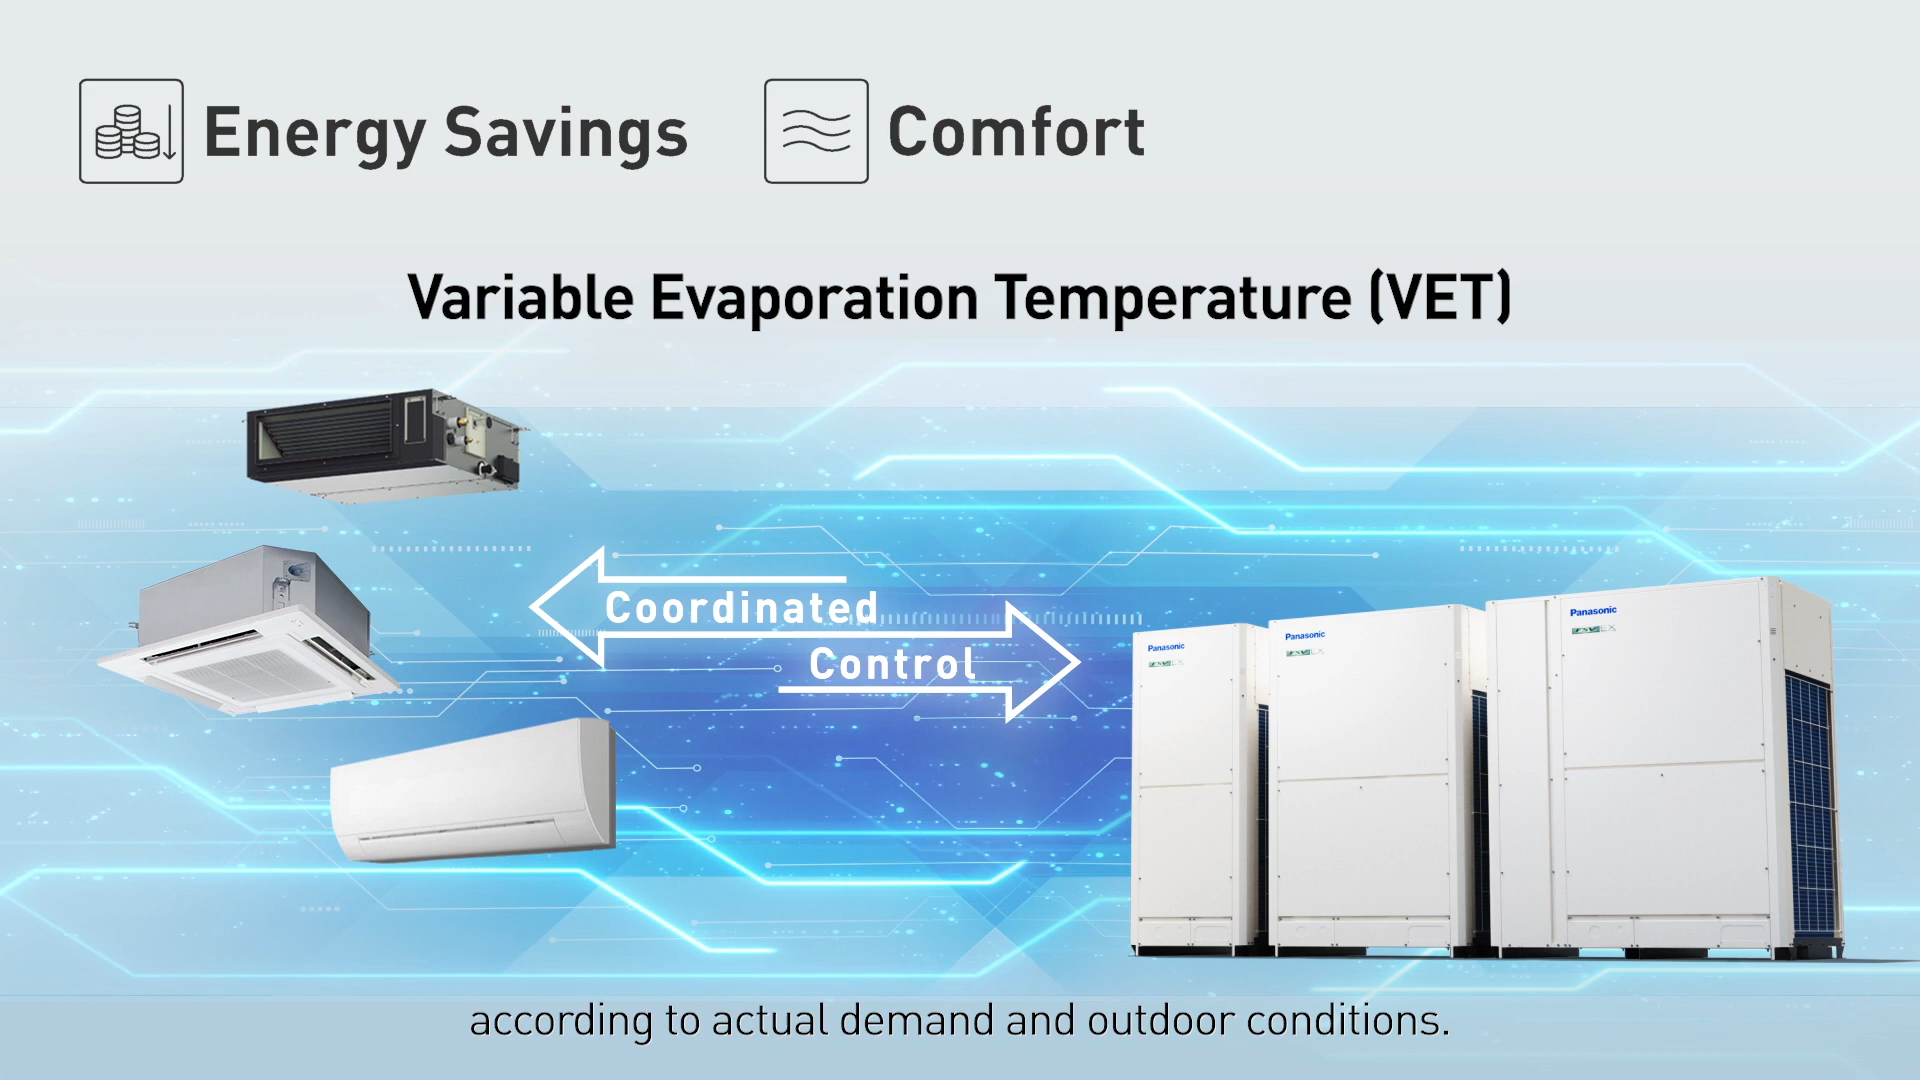 Energy Savings
Comfort
Variable Evaporation Temperature (VET)
Coordinated
Control
Panasonic
Panasonic
Panasonic
according to actual demand and outdoor conditions.